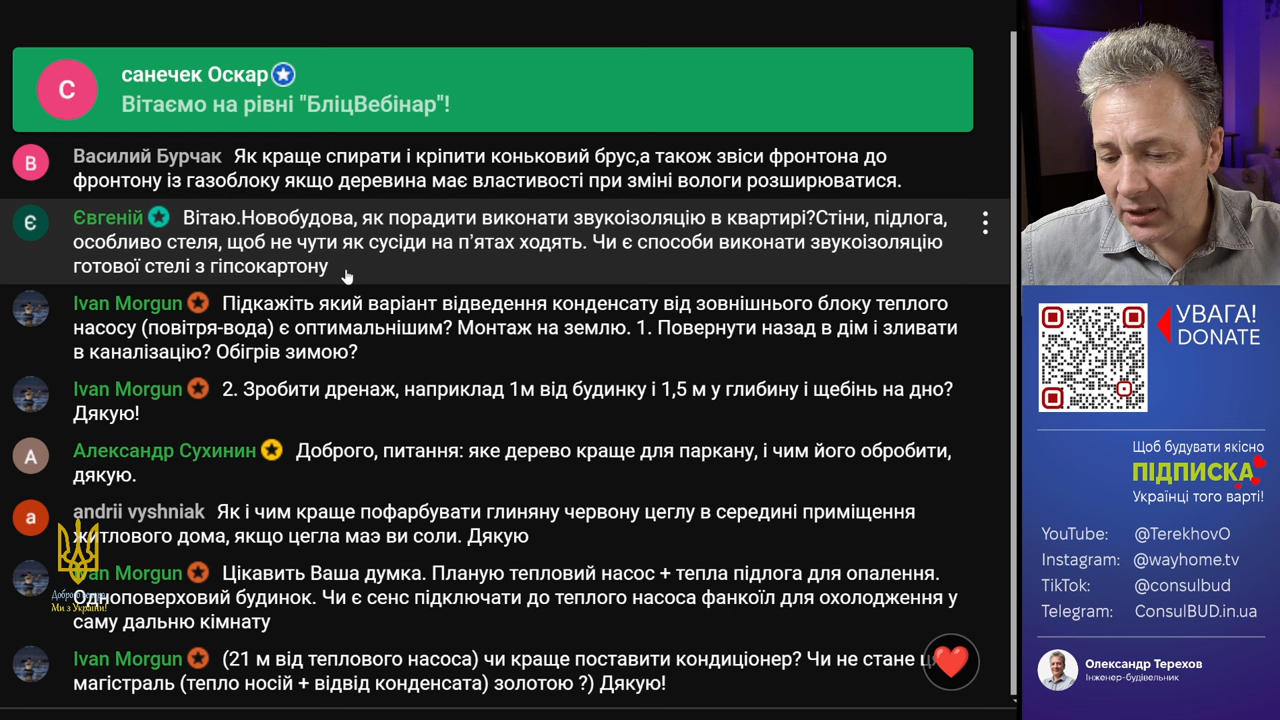 С
санечек Оскар
Вітаємо на рівні "БліцВебінар"!
В
Василий Бурчак Як краще спирати і кріпити коньковий брус,а також звіси фронтона до
фронтону із газоблоку якщо деревина має властивості при зміні вологи розширюватися.
Є
Євгеній Вітаю.Новобудова, як порадити виконати звукоізоляцію в квартирі?Стіни, підлога,
особливо стеля, щоб не чути як сусіди на п'ятах ходять. Чи є способи виконати звукоізоляцію
готової стелі з гіпсокартону
Ivan Morgun Підкажіть який варіант відведення конденсату від зовнішнього блоку теплого
насосу (повітря-вода) є оптимальнішим? Монтаж на землю. 1. Повернути назад в дім і зливати
в каналізацію? Обігрів зимою?
Ivan Morgun 2. Зробити дренаж, наприклад 1м від будинку і 1,5 м у глибину і щебінь на дно?
Дякую!
А
Александр Сухинин Доброго, питання: яке дерево краще для паркану, і чим його обробити,
дякую.
a
andrii vyshniak Як і чим краще пофарбувати глиняну червону цеглу в середині приміщення
житлового дома, якщо цегла маэ ви соли. Дякую
Ivan Morgun Цікавить Ваша думка. Планую тепловий насос + тепла підлога для опалення.
Одноповерховий будинок. Чи є сенс підключати до теплого насоса фанкоїл для охолодження у
саму дальню кімнату
Ivan Morgun (21 м від теплового насоса) чи краще поставити кондиціонер? Чи не стане
магістраль (тепло носій + відвід конденсата) золотою ?) Дякую!
Ми з України!
УВАГА!
DONATE
Щоб будувати якісно
ПІДПИСКА
Українці того варті!
YouTube: @TerekhovO
Instagram: @wayhome.tv
TikTok: @consulbud
Telegram: ConsulBUD.in.ua
Олександр Терехов
Інженер-будівельник